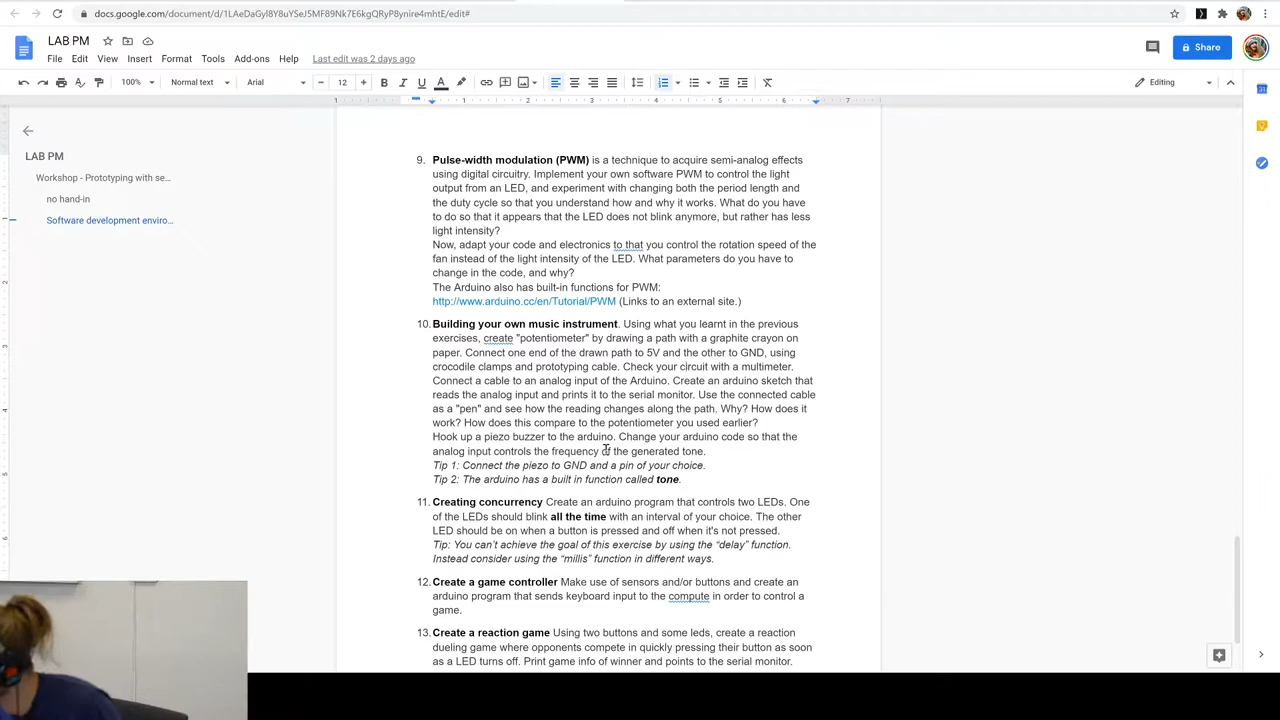 docs.google.com/document/d/1LAeDaGyI8Y8uYSeJ5MF89Nk7E6kgQRyP8ynire4mhtE/edit#
LAB PM
File Edit View Insert Format Tools Add-ons Help Last edit was 2 days ago
Share
100% Normal text Arial 12 Editing
1 1 2 3 4 5 6 7
LAB PM
Workshop - Prototyping with se...
no hand-in
Software development enviro...
9. Pulse-width modulation (PWM) is a technique to acquire semi-analog effects
using digital circuitry. Implement your own software PWM to control the light
output from an LED, and experiment with changing both the period length and
the duty cycle so that you understand how and why it works. What do you have
to do so that it appears that the LED does not blink anymore, but rather has less
light intensity?
Now, adapt your code and electronics to that you control the rotation speed of the
fan instead of the light intensity of the LED. What parameters do you have to
change in the code, and why?
The Arduino also has built-in functions for PWM:
http://www.arduino.cc/en/Tutorial/PWM (Links to an external site.)
10. Building your own music instrument. Using what you learnt in the previous
exercises, create "potentiometer" by drawing a path with a graphite crayon on
paper. Connect one end of the drawn path to 5V and the other to GND, using
crocodile clamps and prototyping cable. Check your circuit with a multimeter.
Connect a cable to an analog input of the Arduino. Create an arduino sketch that
reads the analog input and prints it to the serial monitor. Use the connected cable
as a "pen" and see how the reading changes along the path. Why? How does it
work? How does this compare to the potentiometer you used earlier?
Hook up a piezo buzzer to the arduino. Change your arduino code so that the
analog input controls the frequency of the generated tone.
Tip 1: Connect the piezo to GND and a pin of your choice.
Tip 2: The arduino has a built in function called tone.
11. Creating concurrency Create an arduino program that controls two LEDs. One
of the LEDs should blink all the time with an interval of your choice. The other
LED should be on when a button is pressed and off when it's not pressed.
Tip: You can't achieve the goal of this exercise by using the “delay” function.
Instead consider using the “millis” function in different ways.
12. Create a game controller Make use of sensors and/or buttons and create an
arduino program that sends keyboard input to the compute in order to control a
game.
13. Create a reaction game Using two buttons and some leds, create a reaction
dueling game where opponents compete in quickly pressing their button as soon
as a LED turns off. Print game info of winner and points to the serial monitor.